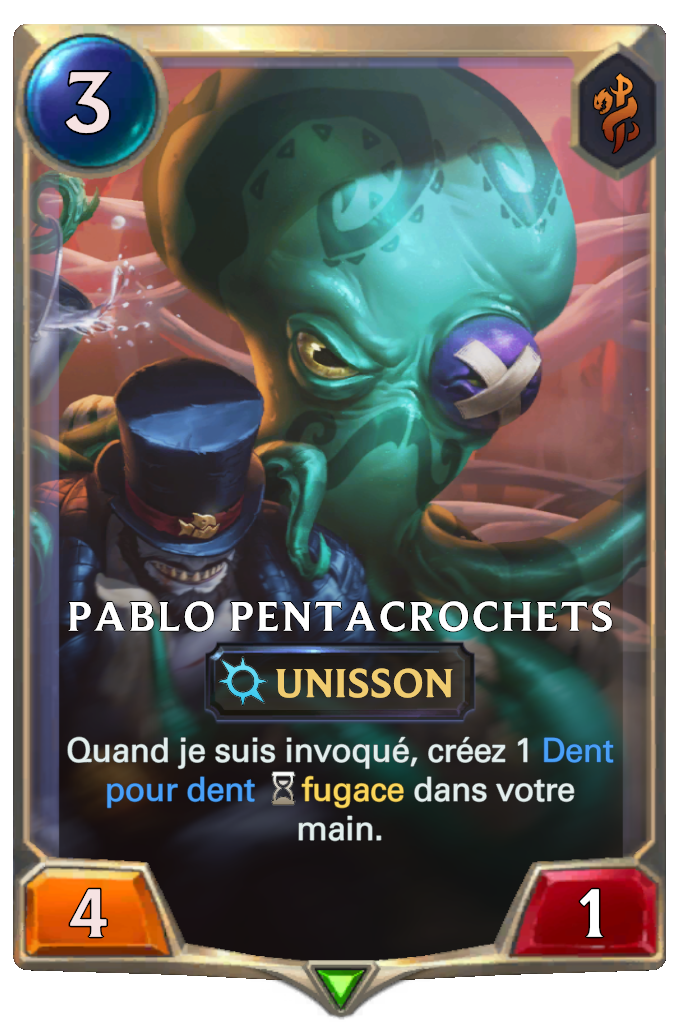 3
PABLO PENTACROCHETS
UNISSON
Quand je suis invoqué, créez 1 Dent
pour dent fugace dans votre
main.
4
1